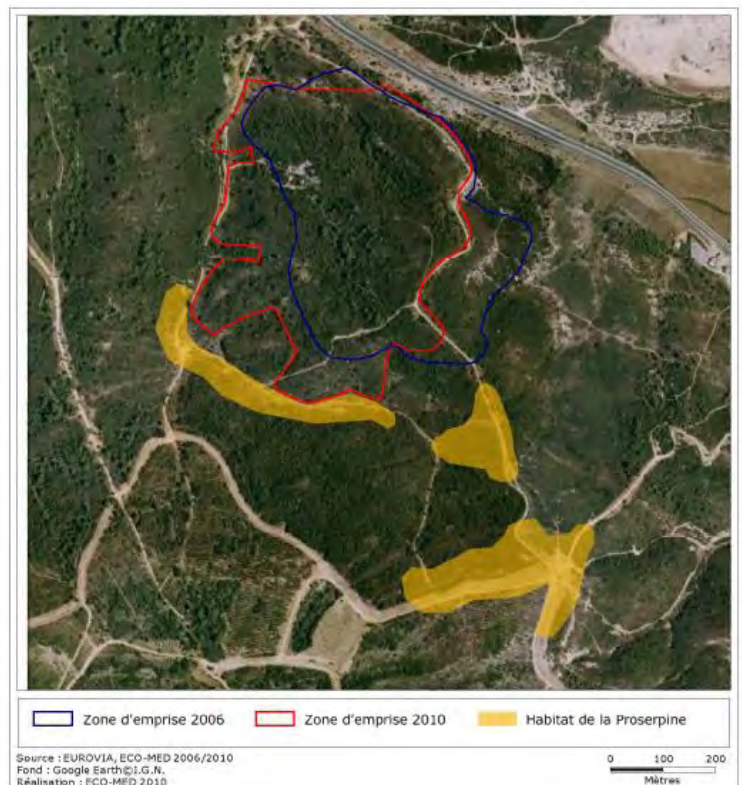 Zone d'emprise 2006 Zone d'emprise 2010 Habitat de la Proserpine
Source : EUROVIA, ECO-MED 2006/2010
Fond : Google Earth©I.G.N.
Réalisation : ECO-MED 2010
0 100 200
Mètres